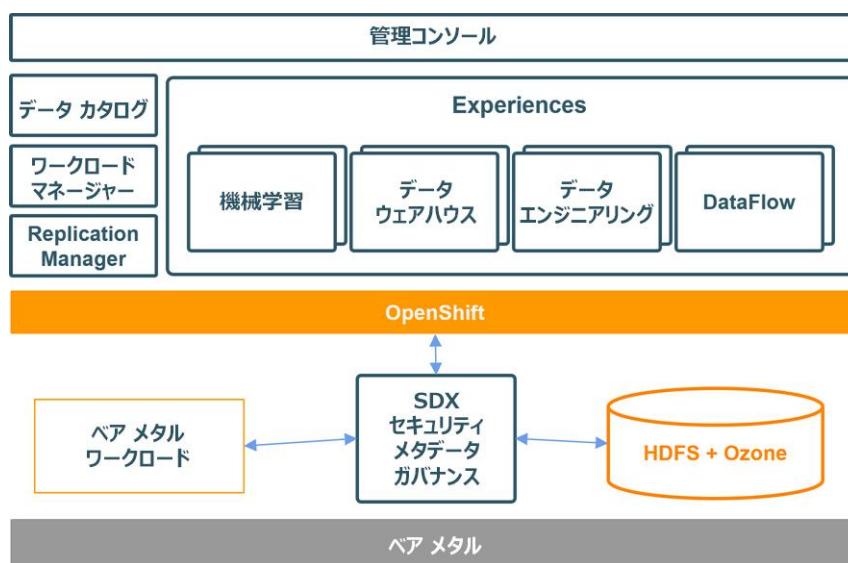 管理コンソール
データ カタログ
ワークロード
マネージャー
Replication
Manager
Experiences
機械学習
データ
ウェアハウス
データ
エンジニアリング
DataFlow
OpenShift
ベア メタル
ワークロード
SDX
セキュリティ
メタデータ
ガバナンス
HDFS + Ozone
ベア メタル